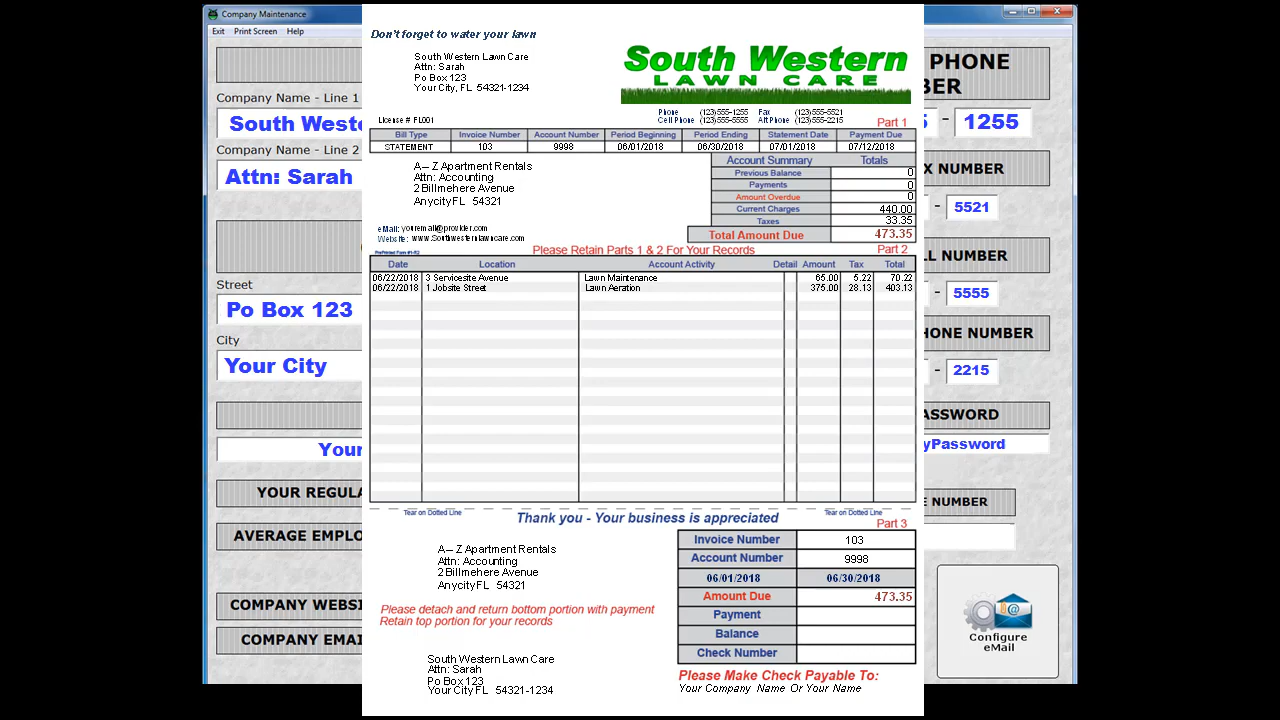 Company Maintenance
Exit Print Screen Help
Company Name - Line 1
South Weste
Company Name - Line 2
Attn: Sarah
Street
Po Box 123
City
Your City
Your
YOUR REGULA
AVERAGE EMPLO
COMPANY WEBSI
COMPANY EMAI
Don't forget to water your lawn
South Western Lawn Care
Attn: Sarah
Po Box 123
Your City, FL 54321-1234
South Western
LAWN CARE
License # FL001
Phone (123) 555-1255 Fax (123) 555-5521
Cell Phone (123) 555-5555 Alt Phone (123) 555-2215
Part 1
Bill Type Invoice Number Account Number Period Beginning Period Ending Statement Date Payment Due
STATEMENT 103 9998 06/01/2018 06/30/2018 07/01/2018 07/12/2018
A – Z Apartment Rentals
Attn: Accounting
2 Billmehere Avenue
Anycity FL 54321
Account Summary Totals
Previous Balance 0
Payments 0
Amount Overdue 0
Current Charges 440.00
Taxes 33.35
Total Amount Due 473.35
eMail: youremail@provider.com
Website: www.Southwesternlawncare.com
Please Retain Parts 1 & 2 For Your Records
Part 2
Date Location Account Activity Detail Amount Tax Total
06/22/2018 3 Servicesite Avenue Lawn Maintenance 65.00 5.22 70.22
06/22/2018 1 Jobsite Street Lawn Aeration 375.00 28.13 403.13
Tear on Dotted Line Tear on Dotted Line
Thank you - Your business is appreciated
Part 3
A – Z Apartment Rentals
Attn: Accounting
2 Billmehere Avenue
Anycity FL 54321
Please detach and return bottom portion with payment
Retain top portion for your records
South Western Lawn Care
Attn: Sarah
Po Box 123
Your City FL 54321-1234
Invoice Number 103
Account Number 9998
06/01/2018 06/30/2018
Amount Due 473.35
Payment
Balance
Check Number
Please Make Check Payable To:
Your Company Name Or Your Name
PHONE
BER
5 - 1255
X NUMBER
- 5521
LL NUMBER
- 5555
HONE NUMBER
- 2215
ASSWORD
yPassword
E NUMBER
Configure
eMail